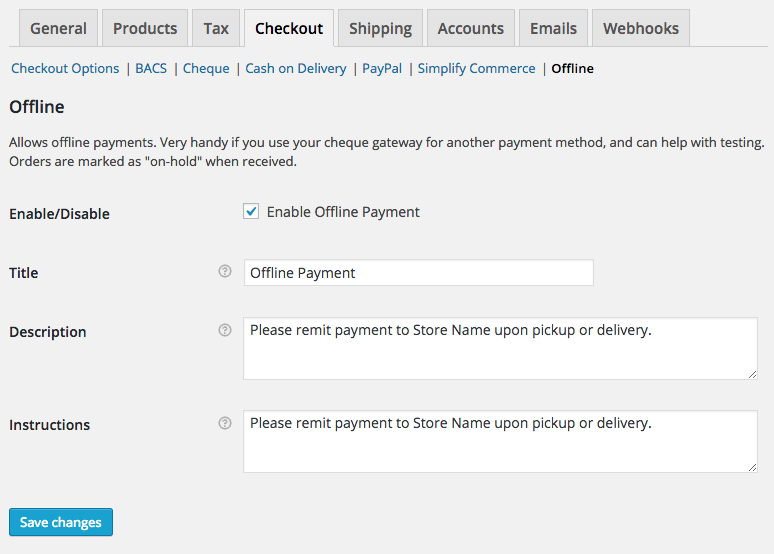 General Products Tax Checkout Shipping Accounts Emails Webhooks
Checkout Options | BACS | Cheque | Cash on Delivery | PayPal | Simplify Commerce | Offline
Offline
Allows offline payments. Very handy if you use your cheque gateway for another payment method, and can help with testing.
Orders are marked as "on-hold" when received.
Enable/Disable Enable Offline Payment
Title ? Offline Payment
Description ? Please remit payment to Store Name upon pickup or delivery.
Instructions ? Please remit payment to Store Name upon pickup or delivery.
Save changes